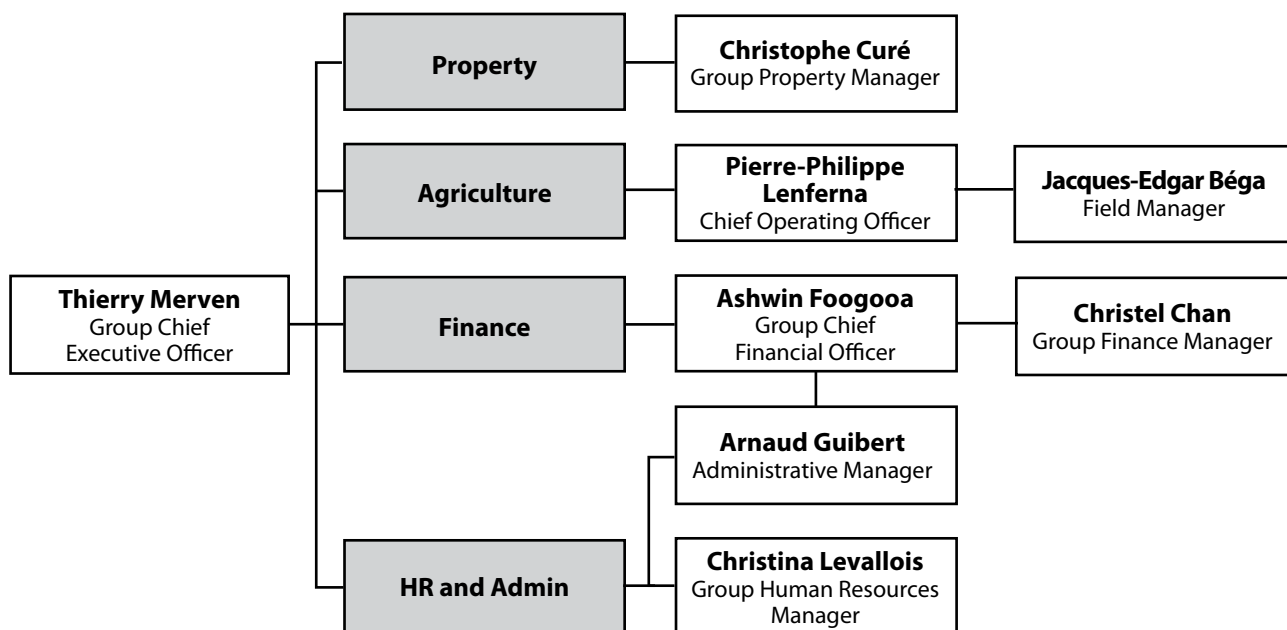 Property
Christophe Curé
Group Property Manager
Agriculture
Pierre-Philippe
Lenferna
Chief Operating Officer
Jacques-Edgar Béga
Field Manager
Thierry Merven
Group Chief
Executive Officer
Finance
Ashwin Foogooa
Group Chief
Financial Officer
Christel Chan
Group Finance Manager
Arnaud Guibert
Administrative Manager
HR and Admin
Christina Levallois
Group Human Resources
Manager